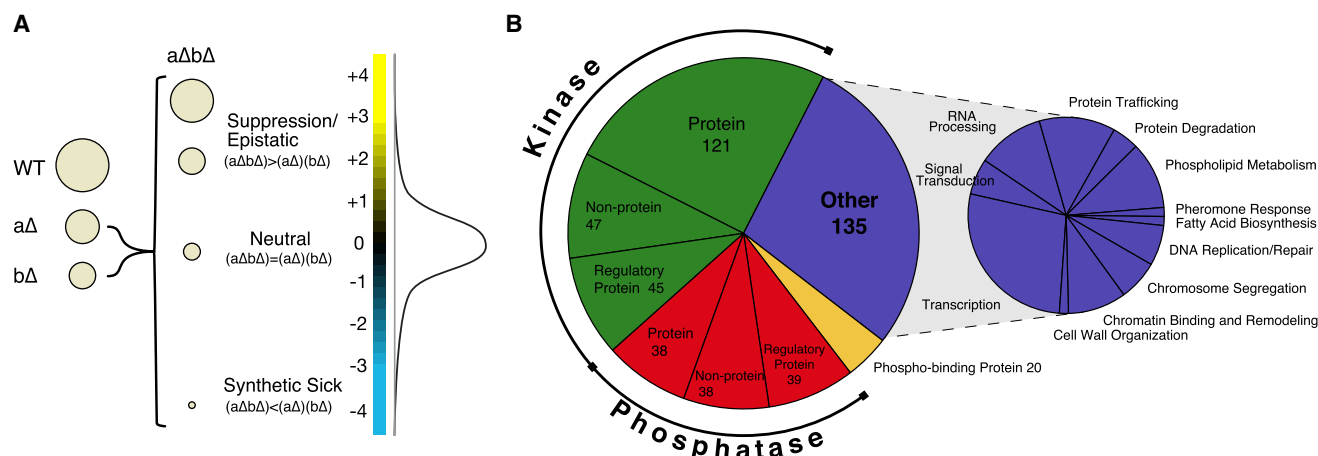 A
aΔbΔ
WT
aΔ
bΔ
Suppression/
Epistatic
(aΔbΔ)>(aΔ)(bΔ)
Neutral
(aΔbΔ)=(aΔ)(bΔ)
Synthetic Sick
(aΔbΔ)<(aΔ)(bΔ)
+4
+3
+2
+1
0
-1
-2
-3
-4
B
Kinase
Protein
121
Non-protein
47
Regulatory
Protein 45
Other
135
Protein
38
Non-protein
38
Regulatory
Protein
39
Phospho-binding Protein 20
Phosphatase
RNA
Processing
Signal
Transduction
Transcription
Protein Trafficking
Protein Degradation
Phospholipid Metabolism
Pheromone Response
Fatty Acid Biosynthesis
DNA Replication/Repair
Chromosome Segregation
Chromatin Binding and Remodeling
Cell Wall Organization